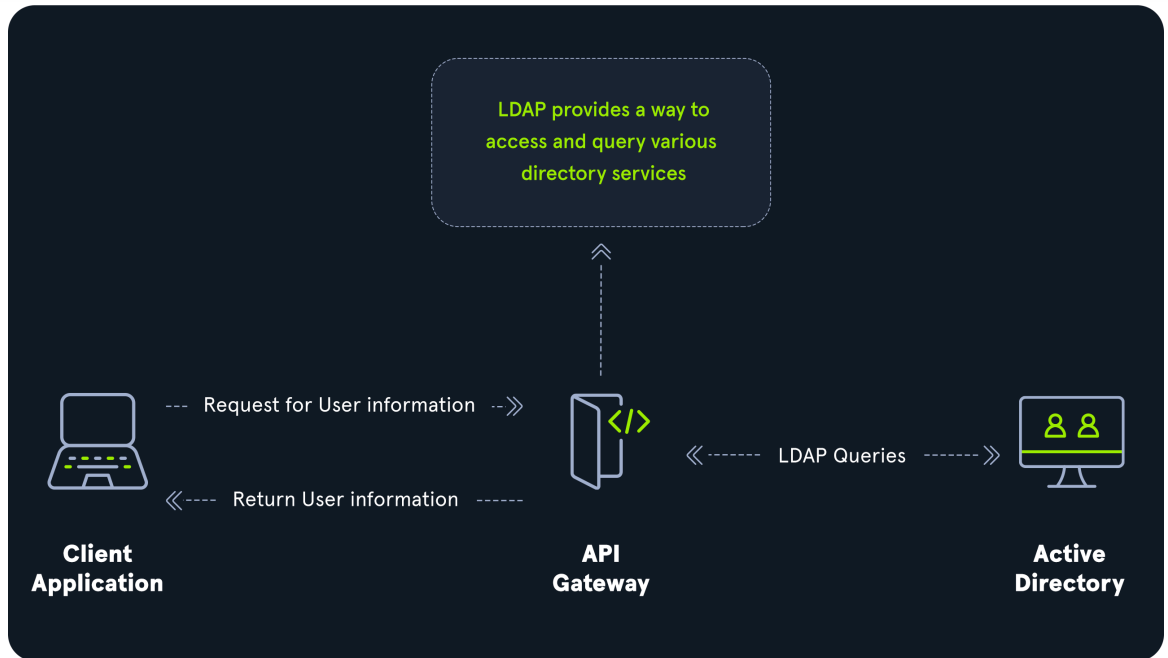 LDAP provides a way to
access and query various
directory services
Request for User information
</>
LDAP Queries
Return User information
Client
Application
API
Gateway
Active
Directory